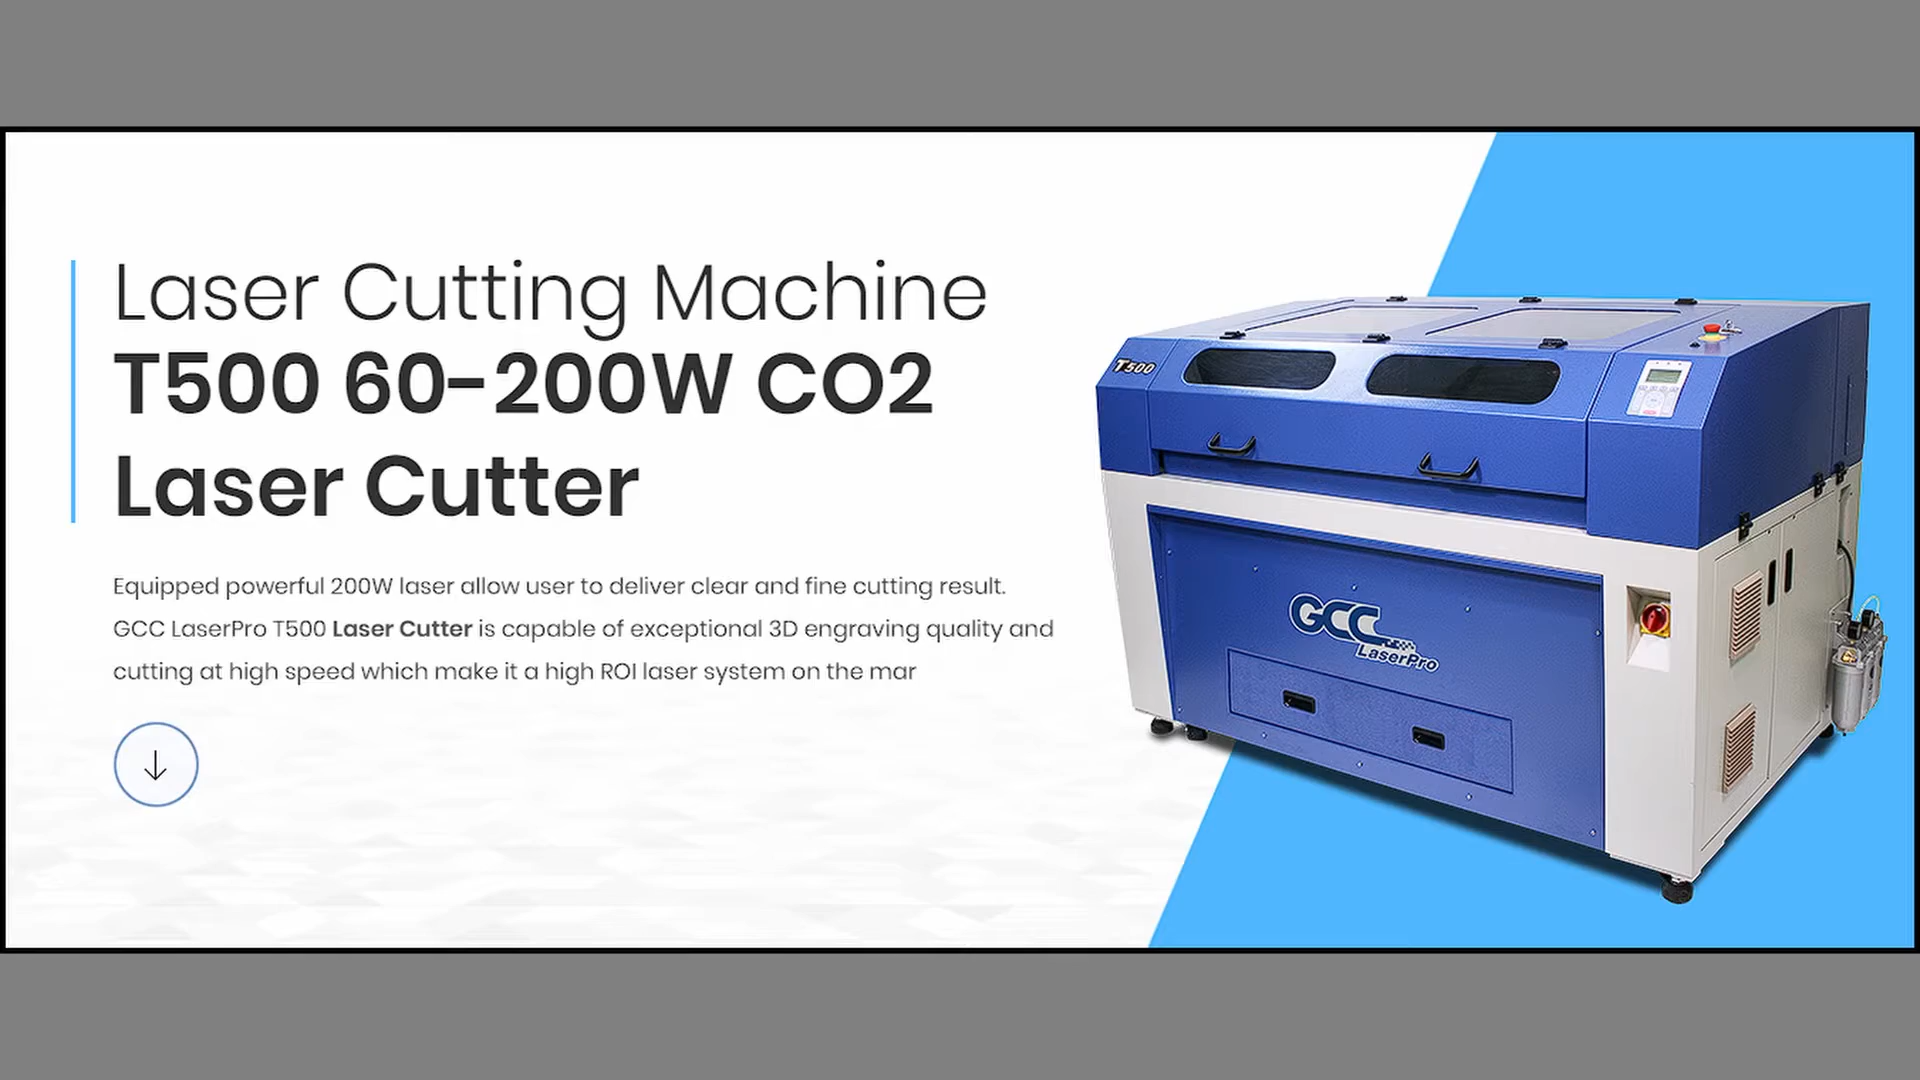 Laser Cutting Machine
T500 60-200W CO2
Laser Cutter
Equipped powerful 200W laser allow user to deliver clear and fine cutting result.
GCC LaserPro T500 Laser Cutter is capable of exceptional 3D engraving quality and
cutting at high speed which make it a high ROI laser system on the mar
T500
GCC
LaserPro